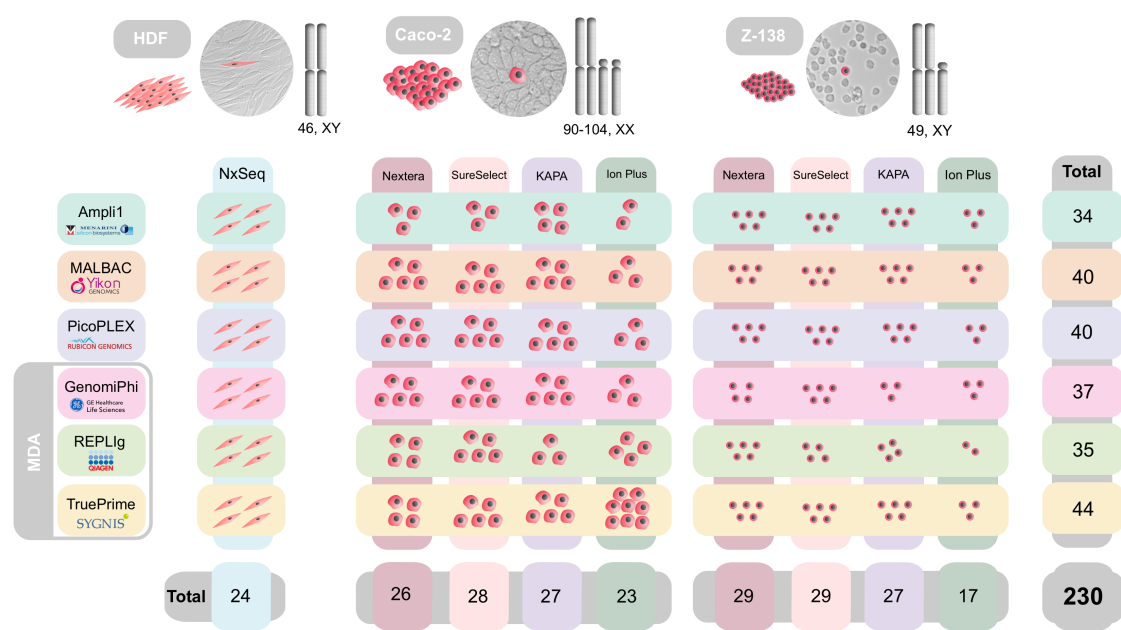 HDF
Caco-2
Z-138
46, XY
90-104, XX
49, XY
NxSeq
Nextera
SureSelect
KAPA
Ion Plus
Nextera
SureSelect
KAPA
Ion Plus
Total
Ampli1
MENARINI
silicon biosystems
34
MALBAC
Yikon
GENOMICS
40
PicoPLEX
RUBICON GENOMICS
40
MDA
GenomiPhi
GE Healthcare
Life Sciences
37
REPLIg
QIAGEN
35
TruePrime
SYGNIS
44
Total
24
26
28
27
23
29
29
27
17
230